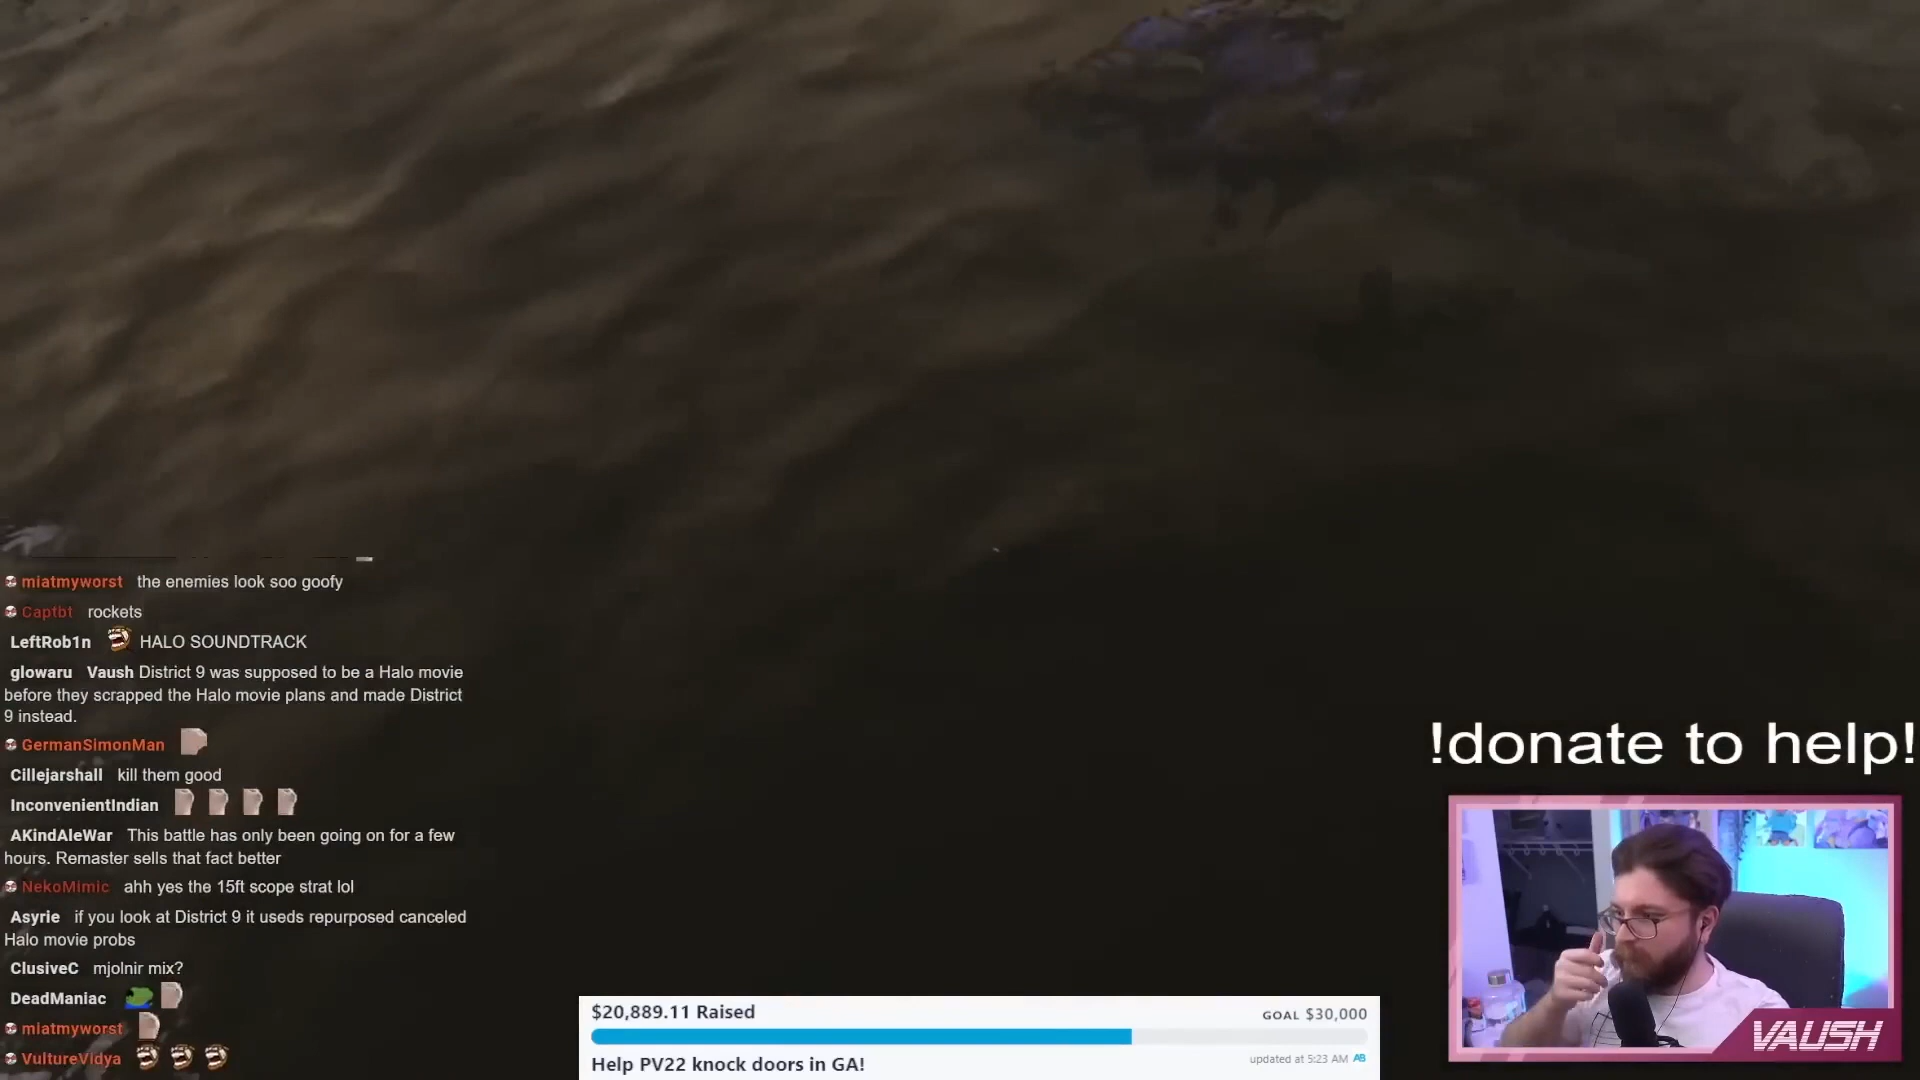 miatmyworst the enemies look soo goofy
Captbt rockets
LeftRob1n HALO SOUNDTRACK
glowaru Vaush District 9 was supposed to be a Halo movie
before they scrapped the Halo movie plans and made District
9 instead.
GermanSimonMan
Cillejarshall kill them good
InconvenientIndian
AKindAleWar This battle has only been going on for a few
hours. Remaster sells that fact better
NekoMimic ahh yes the 15ft scope strat lol
Asyrie if you look at District 9 it useds repurposed canceled
Halo movie probs
ClusiveC mjolnir mix?
DeadManiac
miatmyworst
VultureVidya
$20,889.11 Raised
GOAL $30,000
Help PV22 knock doors in GA!
updated at 5:23 AM AB
!donate to help!
VAUSH